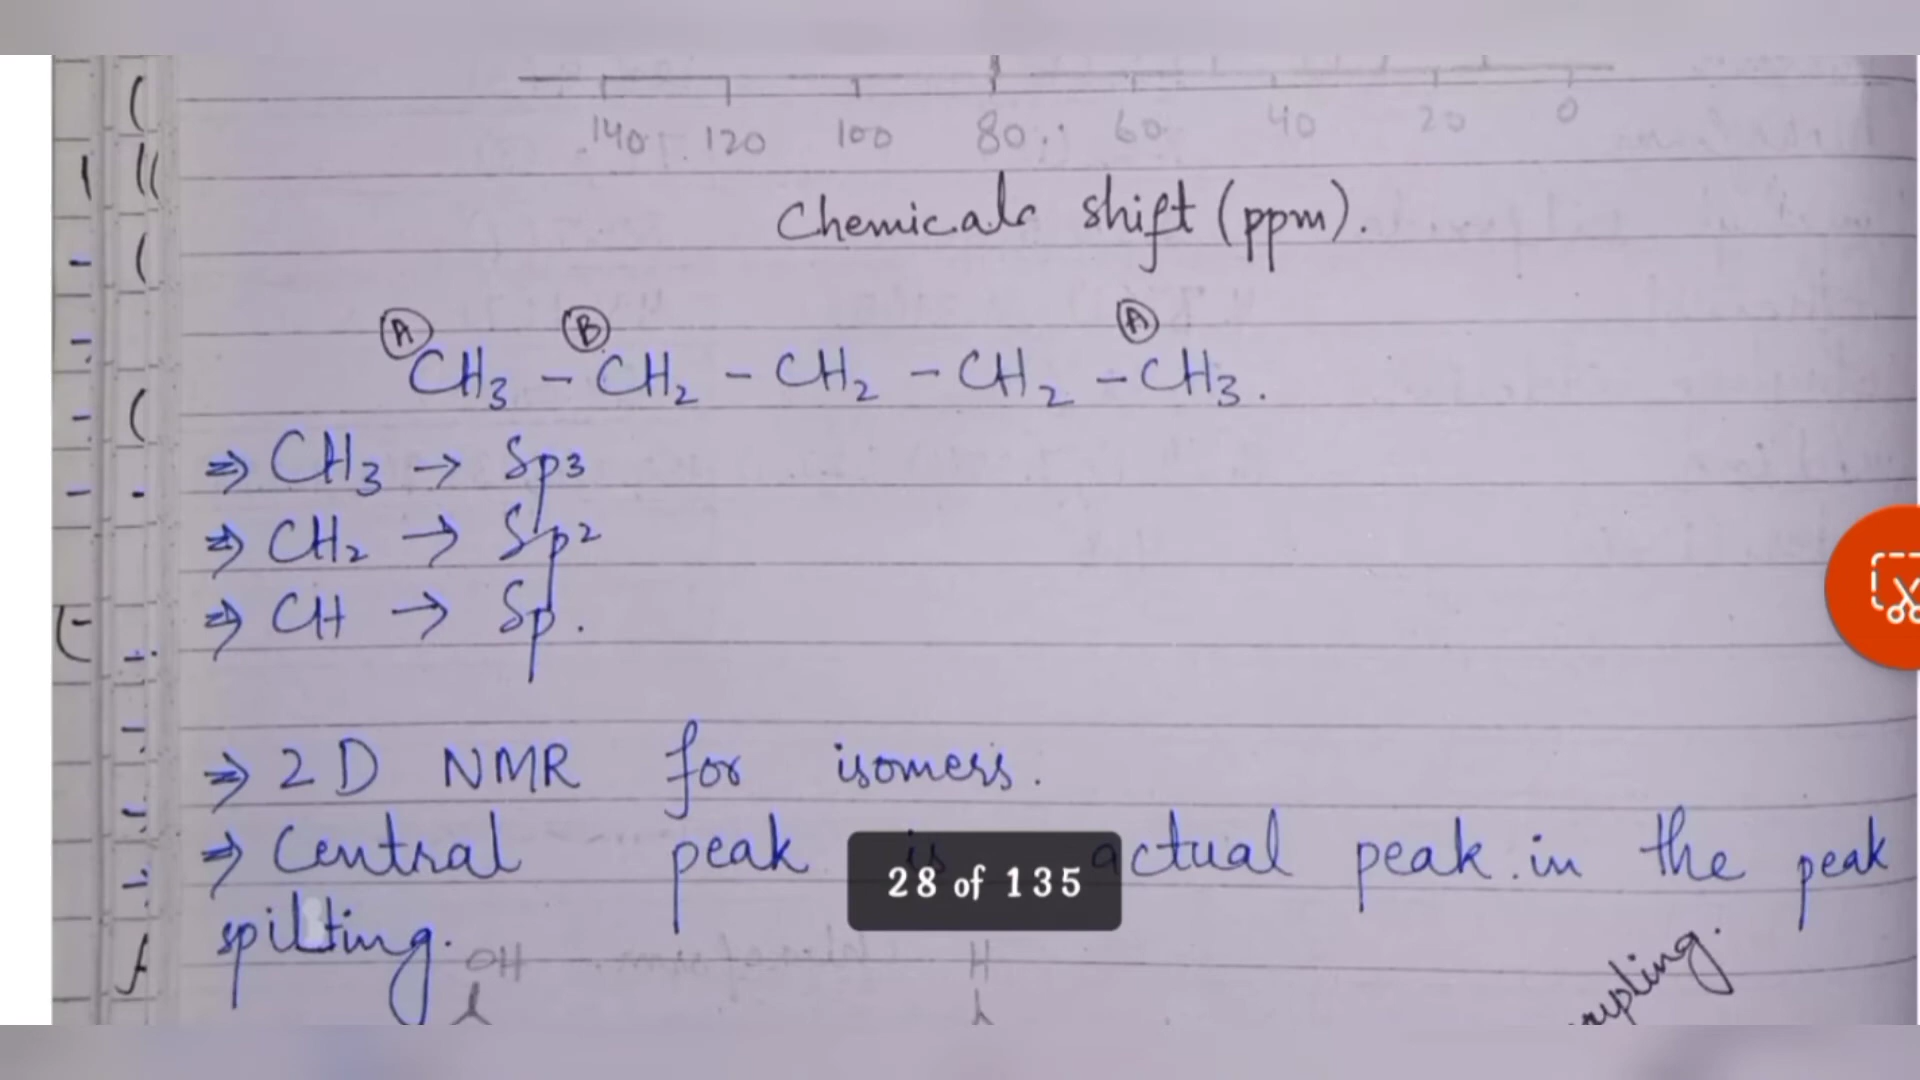 140 120 100 80 60 40 20 0
Chemicals shift (ppm).
A B A
CH3 - CH2 - CH2 - CH2 - CH3.
⇒ CH3 → Sp3
⇒ CH2 → Sp2
⇒ CH → Sp.
⇒ 2D NMR for isomers.
⇒ Central peak is actual peak in the peak
spilting.
OH H
28 of 135